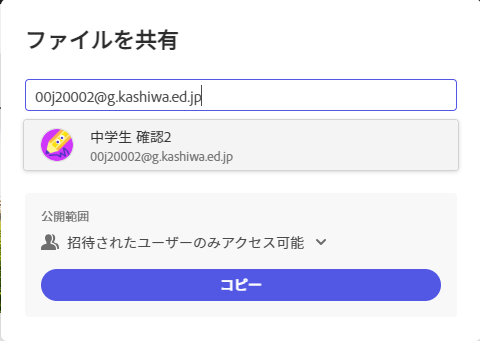 ファイルを共有
00j20002@g.kashiwa.ed.jp
中学生 確認2
00j20002@g.kashiwa.ed.jp
公開範囲
招待されたユーザーのみアクセス可能
コピー